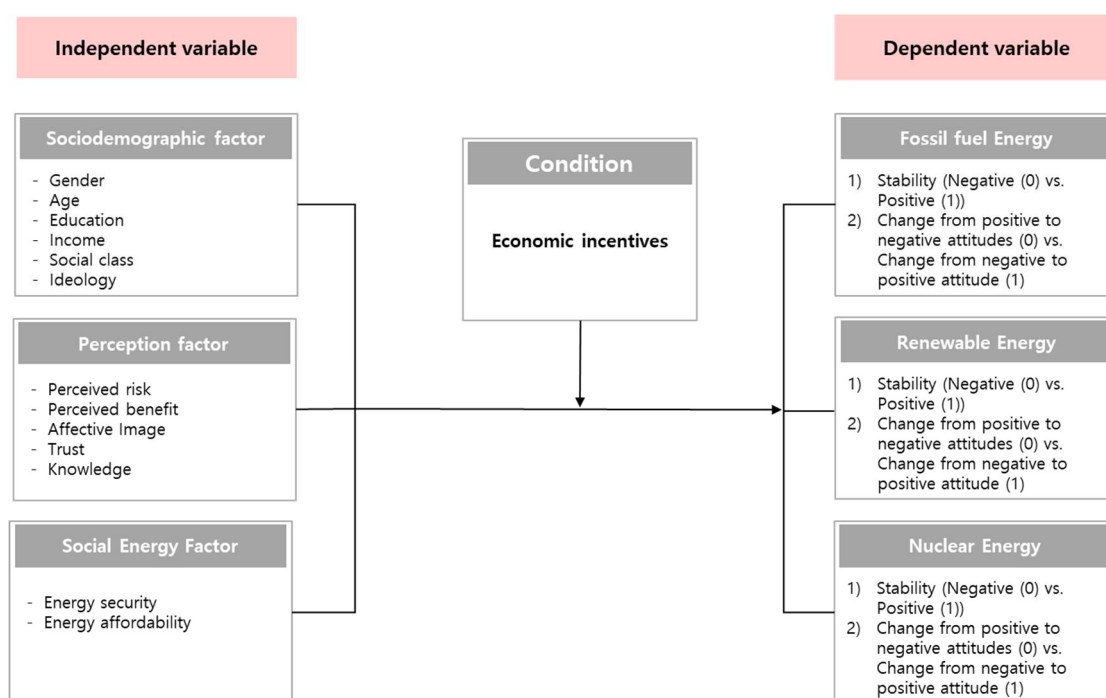 Independent variable
Sociodemographic factor
- Gender
- Age
- Education
- Income
- Social class
- Ideology
Perception factor
- Perceived risk
- Perceived benefit
- Affective Image
- Trust
- Knowledge
Social Energy Factor
- Energy security
- Energy affordability
Condition
Economic incentives
Dependent variable
Fossil fuel Energy
1) Stability (Negative (0) vs.
Positive (1))
2) Change from positive to
negative attitudes (0) vs.
Change from negative to
positive attitude (1)
Renewable Energy
1) Stability (Negative (0) vs.
Positive (1))
2) Change from positive to
negative attitudes (0) vs.
Change from negative to
positive attitude (1)
Nuclear Energy
1) Stability (Negative (0) vs.
Positive (1))
2) Change from positive to
negative attitudes (0) vs.
Change from negative to
positive attitude (1)